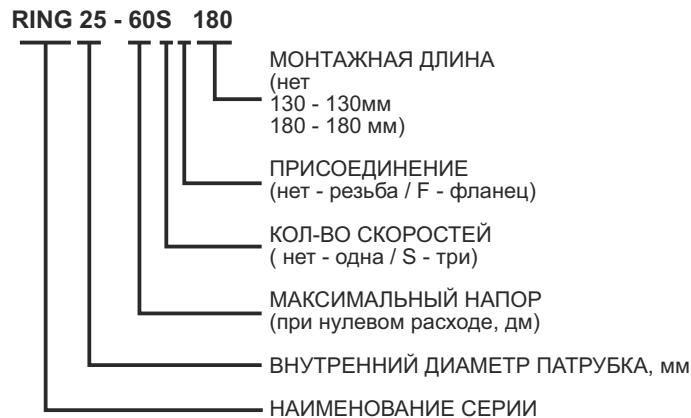 RING 25 - 60S 180
МОНТАЖНАЯ ДЛИНА
(нет
130 - 130мм
180 - 180 мм)
ПРИСОЕДИНЕНИЕ
(нет - резьба / F - фланец)
КОЛ-ВО СКОРОСТЕЙ
( нет - одна / S - три)
МАКСИМАЛЬНЫЙ НАПОР
(при нулевом расходе, дм)
ВНУТРЕННИЙ ДИАМЕТР ПАТРУБКА, мм
НАИМЕНОВАНИЕ СЕРИИ